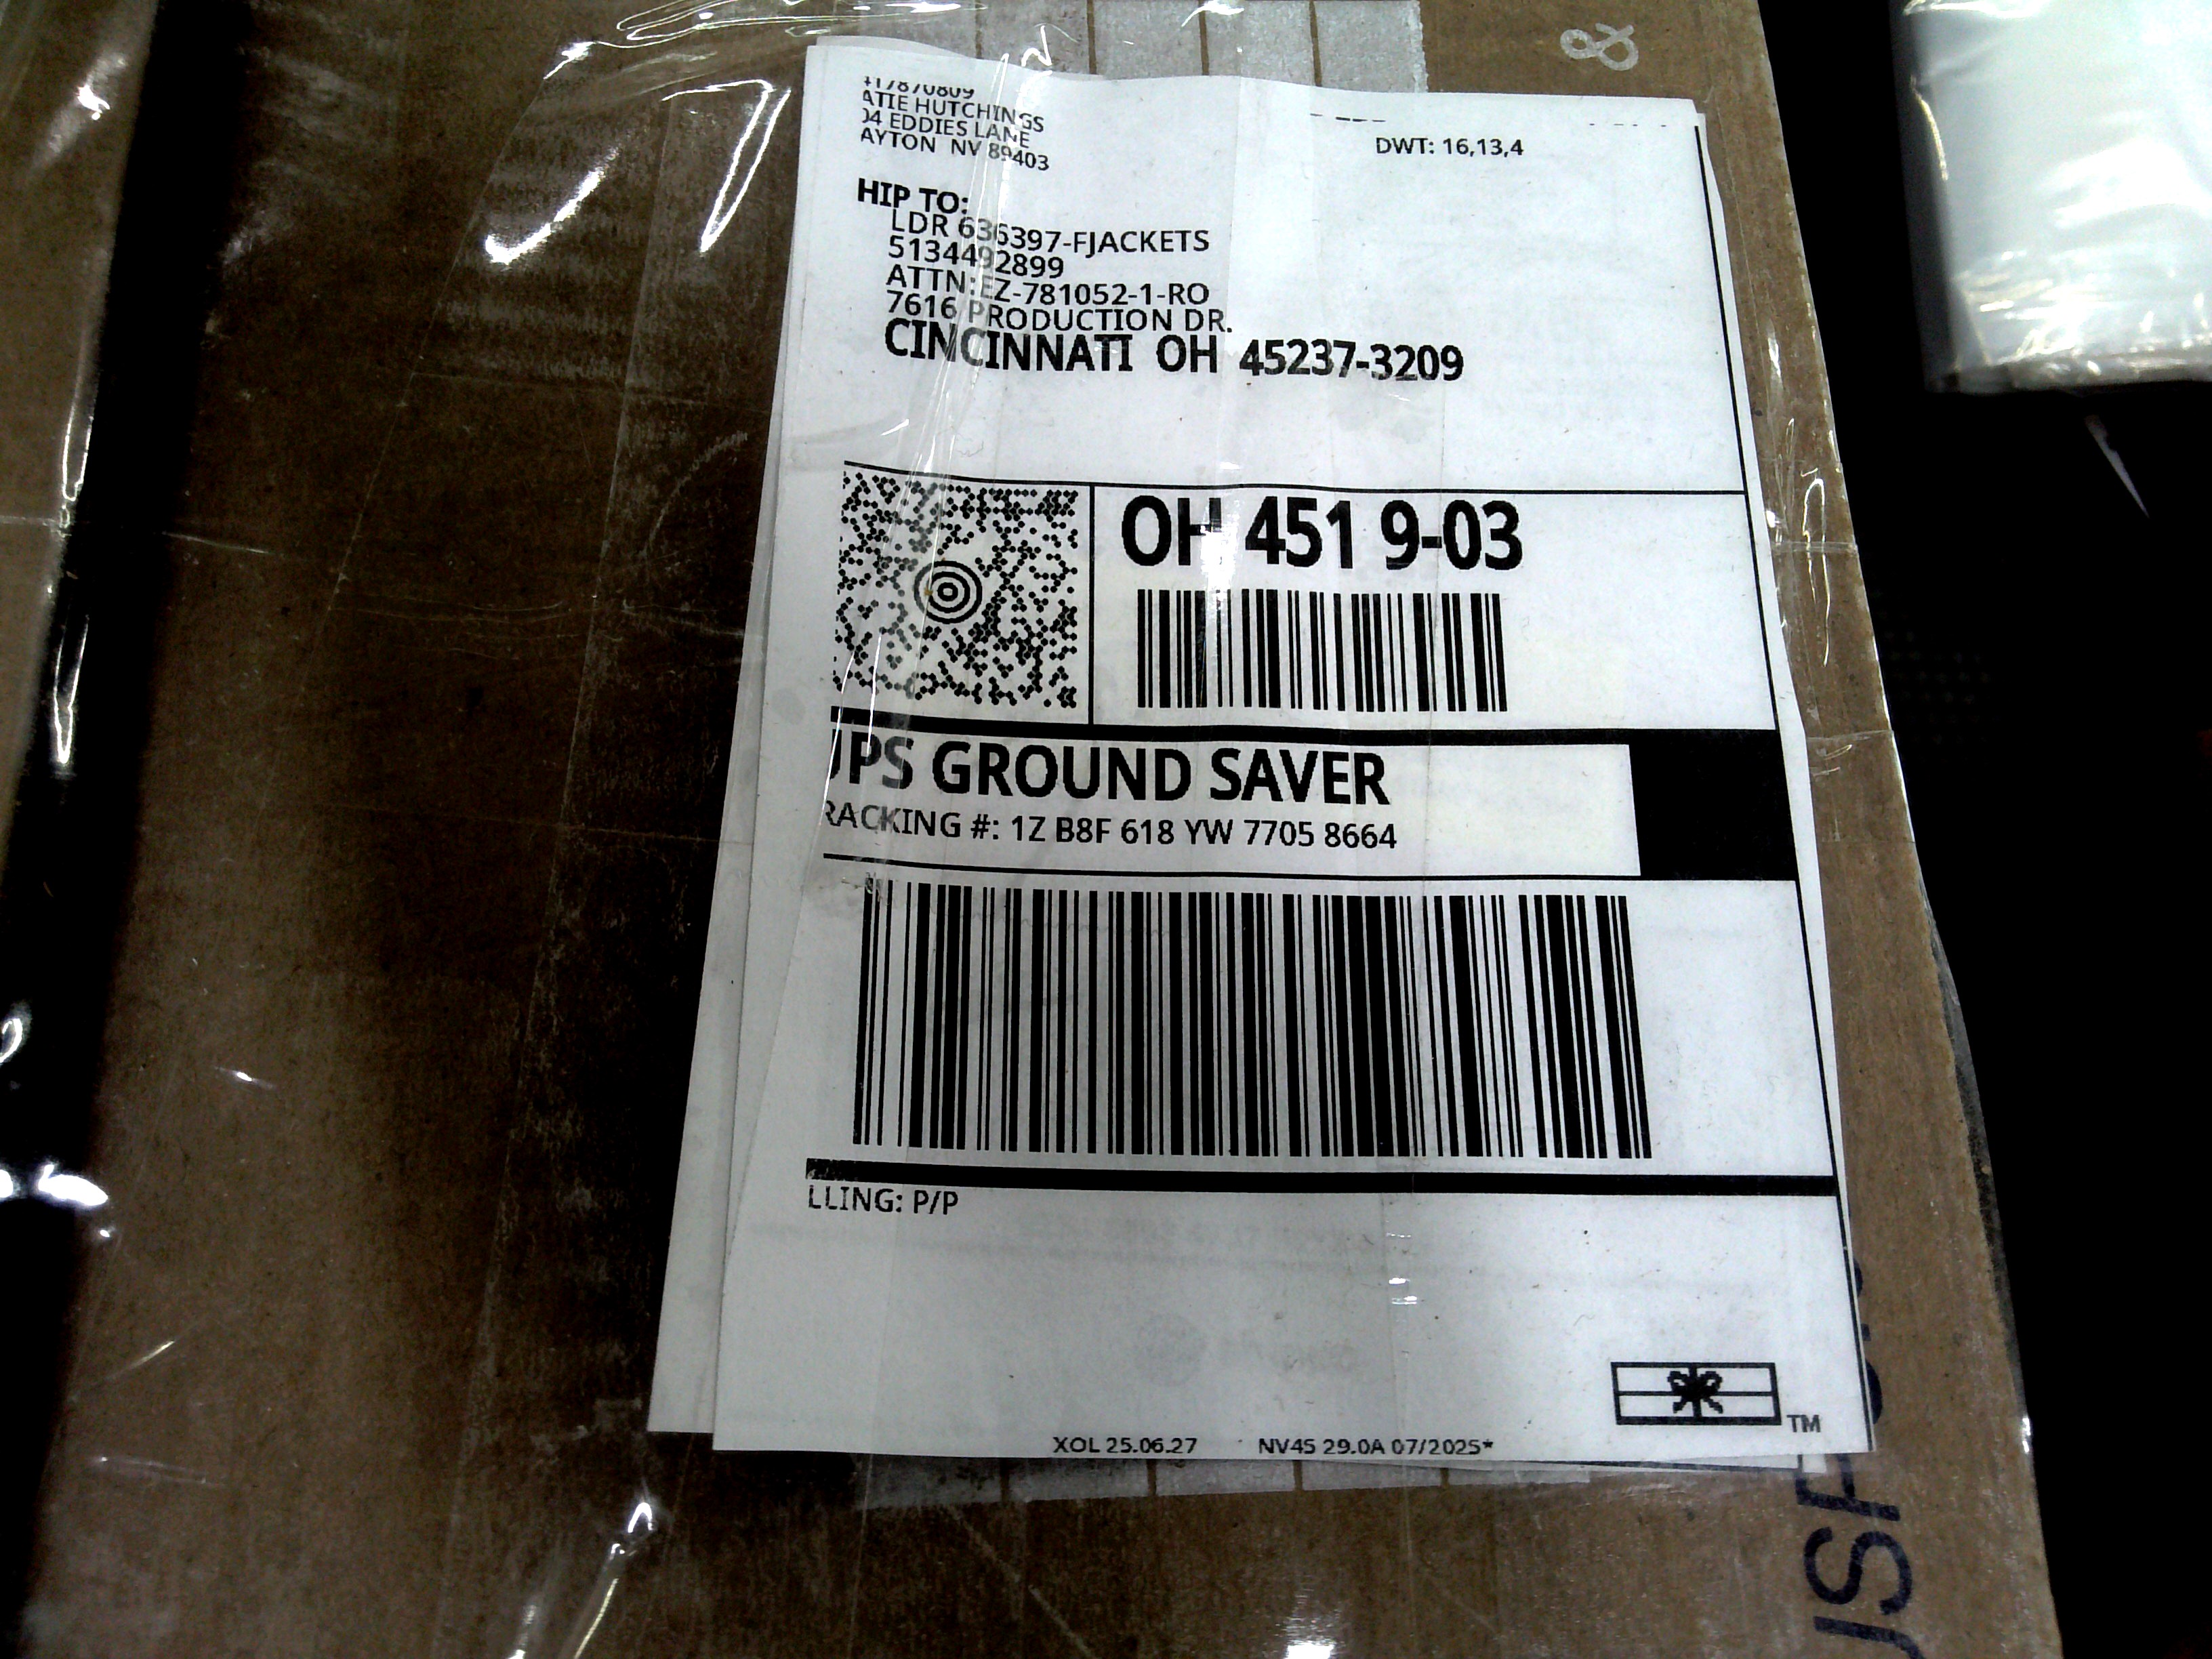 &
ATIE HUTCHINGS
04 EDDIES LANE
AYTON NV 89403
DWT: 16,13,4
HIP TO:
LDR 636397-FJACKETS
5134492899
ATTN:EZ-781052-1-RO
7616 PRODUCTION DR.
CINCINNATI OH 45237-3209
OH 451 9-03
UPS GROUND SAVER
RACKING #: 1Z B8F 618 YW 7705 8664
LLING: P/P
TM
XOL 25.06.27 NV45 29.0A 07/2025*